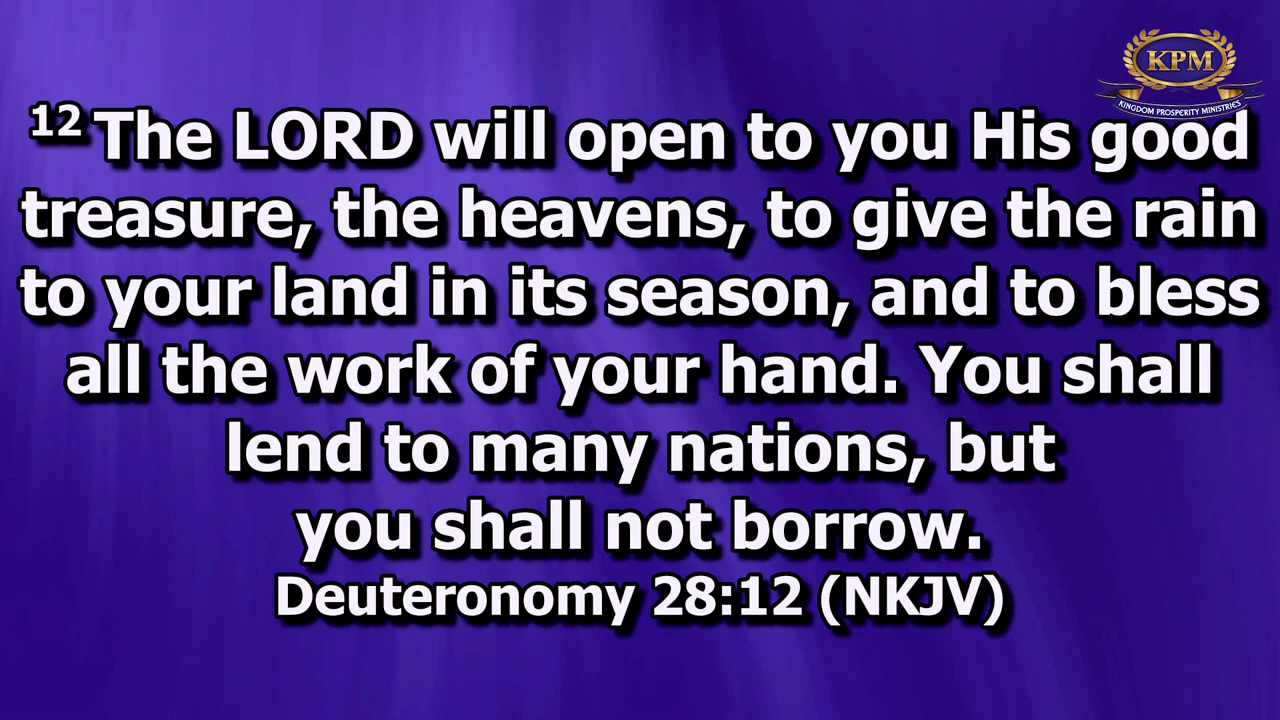 KPM
KINGDOM PROSPERITY MINISTRIES
12 The LORD will open to you His good
treasure, the heavens, to give the rain
to your land in its season, and to bless
all the work of your hand. You shall
lend to many nations, but
you shall not borrow.
Deuteronomy 28:12 (NKJV)